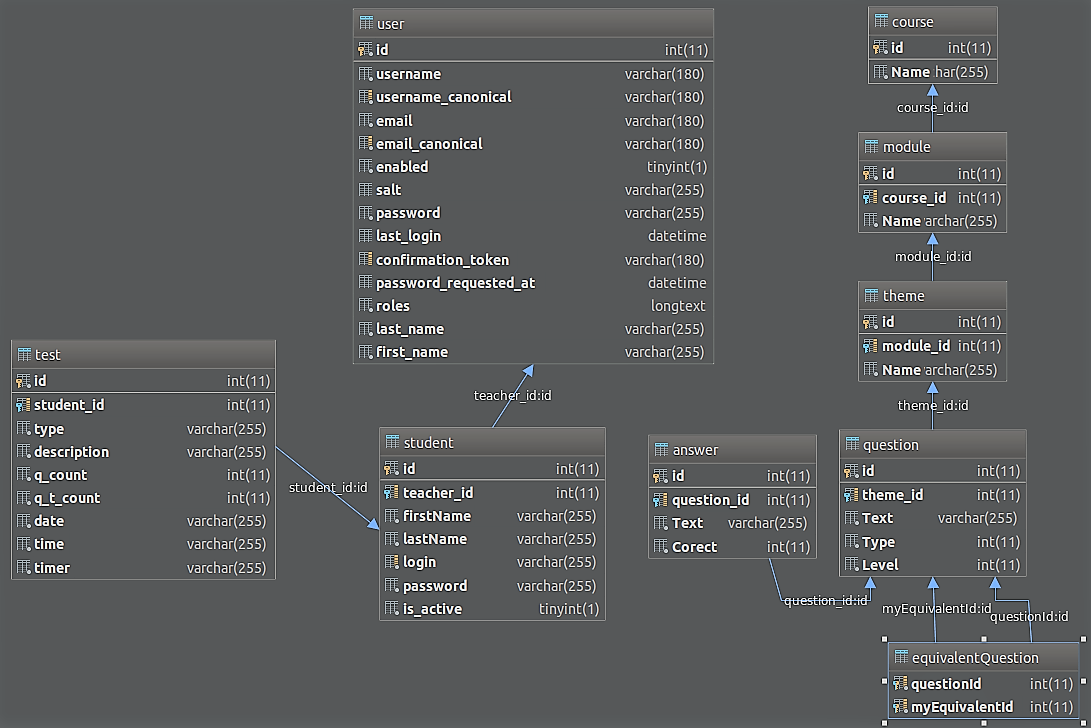 user
id int(11)
username varchar(180)
username_canonical varchar(180)
email varchar(180)
email_canonical varchar(180)
enabled tinyint(1)
salt varchar(255)
password varchar(255)
last_login datetime
confirmation_token varchar(180)
password_requested_at datetime
roles longtext
last_name varchar(255)
first_name varchar(255)
teacher_id:id
test
id int(11)
student_id int(11)
type varchar(255)
description varchar(255)
q_count int(11)
q_t_count int(11)
date varchar(255)
time varchar(255)
timer varchar(255)
student_id:id
student
id int(11)
teacher_id int(11)
firstName varchar(255)
lastName varchar(255)
login varchar(255)
password varchar(255)
is_active tinyint(1)
course
id int(11)
Name har(255)
course_id:id
module
id int(11)
course_id int(11)
Name archar(255)
module_id:id
theme
id int(11)
module_id int(11)
Name archar(255)
theme_id:id
answer
id int(11)
question_id int(11)
Text varchar(255)
Corect int(11)
question_id:id
question
id int(11)
theme_id int(11)
Text varchar(255)
Type int(11)
Level int(11)
myEquivalentId:id
questionId:id
equivalentQuestion
questionId int(11)
myEquivalentId int(11)